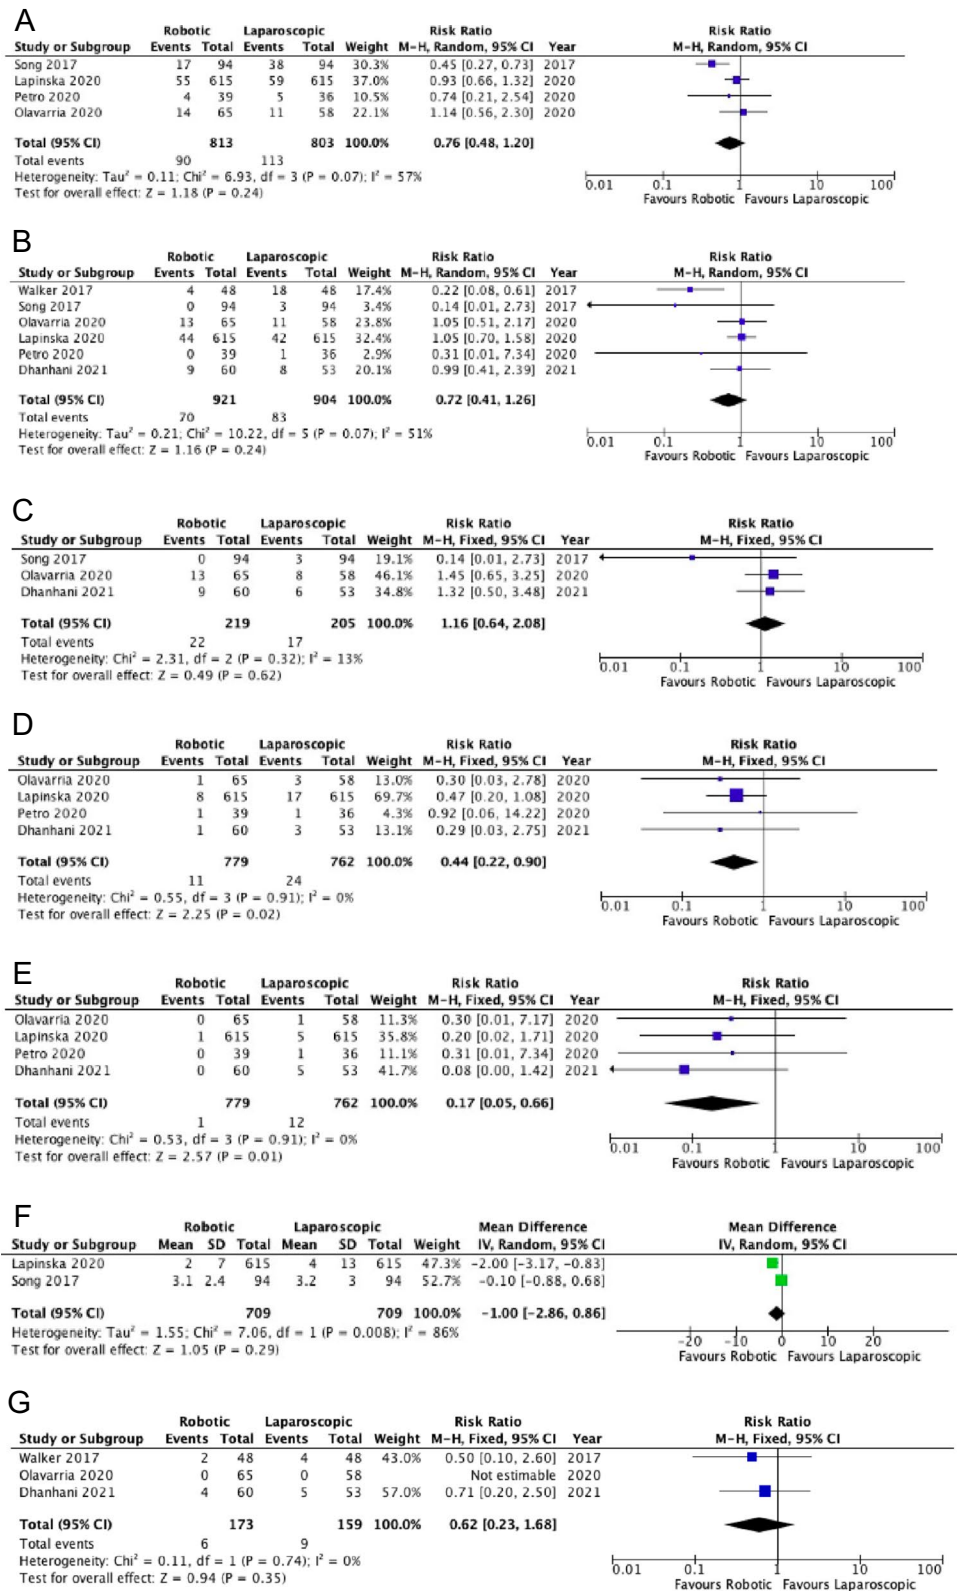 A
Robotic Laparoscopic Risk Ratio Risk Ratio
Study or Subgroup Events Total Events Total Weight M-H, Random, 95% CI Year M-H, Random, 95% CI
Song 2017 17 94 38 94 30.3% 0.45 [0.27, 0.73] 2017
Lapinska 2020 55 615 59 615 37.0% 0.93 [0.66, 1.32] 2020
Petro 2020 4 39 5 36 10.5% 0.74 [0.21, 2.54] 2020
Olavarria 2020 14 65 11 58 22.1% 1.14 [0.56, 2.30] 2020
Total (95% CI) 813 803 100.0% 0.76 [0.48, 1.20]
Total events 90 113
Heterogeneity: Tau² = 0.11; Chi² = 6.93, df = 3 (P = 0.07); I² = 57%
Test for overall effect: Z = 1.18 (P = 0.24)
0.01 0.1 1 10 100
Favours Robotic Favours Laparoscopic
B
Robotic Laparoscopic Risk Ratio Risk Ratio
Study or Subgroup Events Total Events Total Weight M-H, Random, 95% CI Year M-H, Random, 95% CI
Walker 2017 4 48 18 48 17.4% 0.22 [0.08, 0.61] 2017
Song 2017 0 94 3 94 3.4% 0.14 [0.01, 2.73] 2017
Olavarria 2020 13 65 11 58 23.8% 1.05 [0.51, 2.17] 2020
Lapinska 2020 44 615 42 615 32.4% 1.05 [0.70, 1.58] 2020
Petro 2020 0 39 1 36 2.9% 0.31 [0.01, 7.34] 2020
Dhanhani 2021 9 60 8 53 20.1% 0.99 [0.41, 2.39] 2021
Total (95% CI) 921 904 100.0% 0.72 [0.41, 1.26]
Total events 70 83
Heterogeneity: Tau² = 0.21; Chi² = 10.22, df = 5 (P = 0.07); I² = 51%
Test for overall effect: Z = 1.16 (P = 0.24)
0.01 0.1 1 10 100
Favours Robotic Favours Laparoscopic
C
Robotic Laparoscopic Risk Ratio Risk Ratio
Study or Subgroup Events Total Events Total Weight M-H, Fixed, 95% CI Year M-H, Fixed, 95% CI
Song 2017 0 94 3 94 19.1% 0.14 [0.01, 2.73] 2017
Olavarria 2020 13 65 8 58 46.1% 1.45 [0.65, 3.25] 2020
Dhanhani 2021 9 60 6 53 34.8% 1.32 [0.50, 3.48] 2021
Total (95% CI) 219 205 100.0% 1.16 [0.64, 2.08]
Total events 22 17
Heterogeneity: Chi² = 2.31, df = 2 (P = 0.32); I² = 13%
Test for overall effect: Z = 0.49 (P = 0.62)
0.01 0.1 1 10 100
Favours Robotic Favours Laparoscopic
D
Robotic Laparoscopic Risk Ratio Risk Ratio
Study or Subgroup Events Total Events Total Weight M-H, Fixed, 95% CI Year M-H, Fixed, 95% CI
Olavarria 2020 1 65 3 58 13.0% 0.30 [0.03, 2.78] 2020
Lapinska 2020 8 615 17 615 69.7% 0.47 [0.20, 1.08] 2020
Petro 2020 1 39 1 36 4.3% 0.92 [0.06, 14.22] 2020
Dhanhani 2021 1 60 3 53 13.1% 0.29 [0.03, 2.75] 2021
Total (95% CI) 779 762 100.0% 0.44 [0.22, 0.90]
Total events 11 24
Heterogeneity: Chi² = 0.55, df = 3 (P = 0.91); I² = 0%
Test for overall effect: Z = 2.25 (P = 0.02)
0.01 0.1 1 10 100
Favours Robotic Favours Laparoscopic
E
Robotic Laparoscopic Risk Ratio Risk Ratio
Study or Subgroup Events Total Events Total Weight M-H, Fixed, 95% CI Year M-H, Fixed, 95% CI
Olavarria 2020 0 65 1 58 11.3% 0.30 [0.01, 7.17] 2020
Lapinska 2020 1 615 5 615 35.8% 0.20 [0.02, 1.71] 2020
Petro 2020 0 39 1 36 11.1% 0.31 [0.01, 7.34] 2020
Dhanhani 2021 0 60 5 53 41.7% 0.08 [0.00, 1.42] 2021
Total (95% CI) 779 762 100.0% 0.17 [0.05, 0.66]
Total events 1 12
Heterogeneity: Chi² = 0.53, df = 3 (P = 0.91); I² = 0%
Test for overall effect: Z = 2.57 (P = 0.01)
0.01 0.1 1 10 100
Favours Robotic Favours Laparoscopic
F
Robotic Laparoscopic Mean Difference Mean Difference
Study or Subgroup Mean SD Total Mean SD Total Weight IV, Random, 95% CI IV, Random, 95% CI
Lapinska 2020 2 7 615 4 13 615 47.3% −2.00 [−3.17, −0.83]
Song 2017 3.1 2.4 94 3.2 3 94 52.7% −0.10 [−0.88, 0.68]
Total (95% CI) 709 709 100.0% −1.00 [−2.86, 0.86]
Heterogeneity: Tau² = 1.55; Chi² = 7.06, df = 1 (P = 0.008); I² = 86%
Test for overall effect: Z = 1.05 (P = 0.29)
−20 −10 0 10 20
Favours Robotic Favours Laparoscopic
G
Robotic Laparoscopic Risk Ratio Risk Ratio
Study or Subgroup Events Total Events Total Weight M-H, Fixed, 95% CI Year M-H, Fixed, 95% CI
Walker 2017 2 48 4 48 43.0% 0.50 [0.10, 2.60] 2017
Olavarria 2020 0 65 0 58 Not estimable 2020
Dhanhani 2021 4 60 5 53 57.0% 0.71 [0.20, 2.50] 2021
Total (95% CI) 173 159 100.0% 0.62 [0.23, 1.68]
Total events 6 9
Heterogeneity: Chi² = 0.11, df = 1 (P = 0.74); I² = 0%
Test for overall effect: Z = 0.94 (P = 0.35)
0.01 0.1 1 10 100
Favours Robotic Favours Laparoscopic